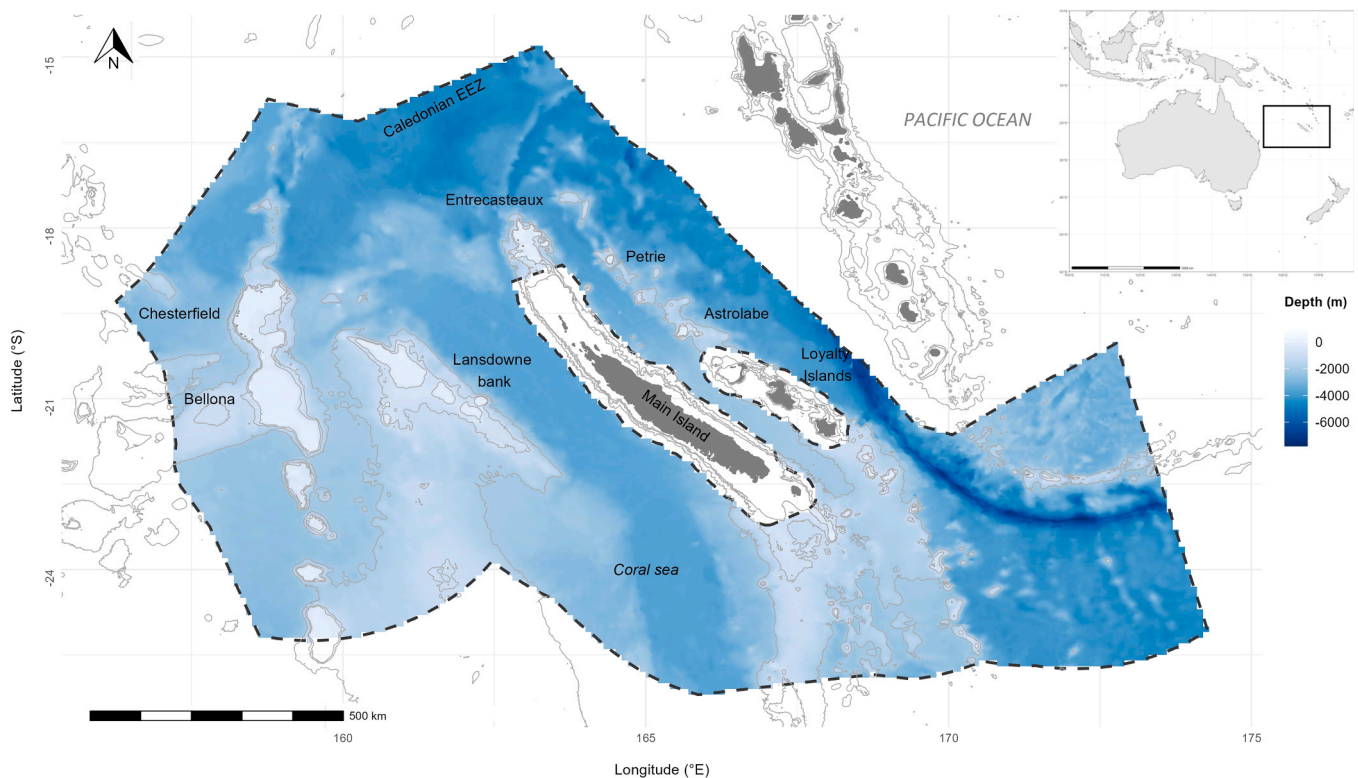 N
Caledonian EEZ
PACIFIC OCEAN
Entrecasteaux
Petrie
Chesterfield
Astrolabe
Lansdowne
bank
Loyalty
Islands
Bellona
Main Island
Coral sea
Depth (m)
0
-2000
-4000
-6000
-15
-18
-21
-24
Latitude (°S)
500 km
160
165
170
175
Longitude (°E)